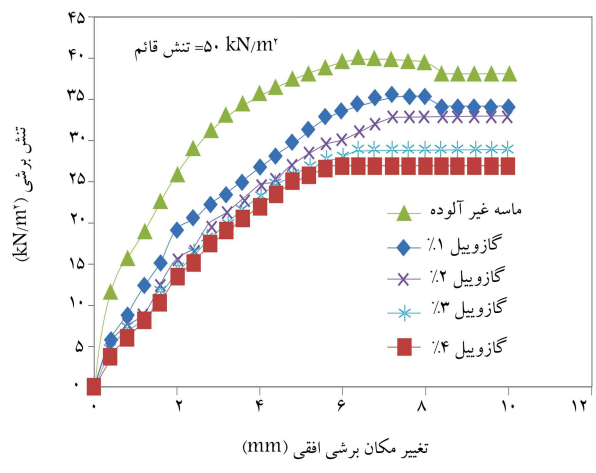 ۴۵
۴۰
۳۵
۳۰
۲۵
۲۰
۱۵
۱۰
۵
۰
تنش برشی (kN/m²)
۵۰ kN/m² = تنش قائم
ماسه غیر آلوده
گازوییل ۱٪
گازوییل ۲٪
گازوییل ۳٪
گازوییل ۴٪
۰ ۲ ۴ ۶ ۸ ۱۰ ۱۲
تغییر مکان برشی افقی (mm)